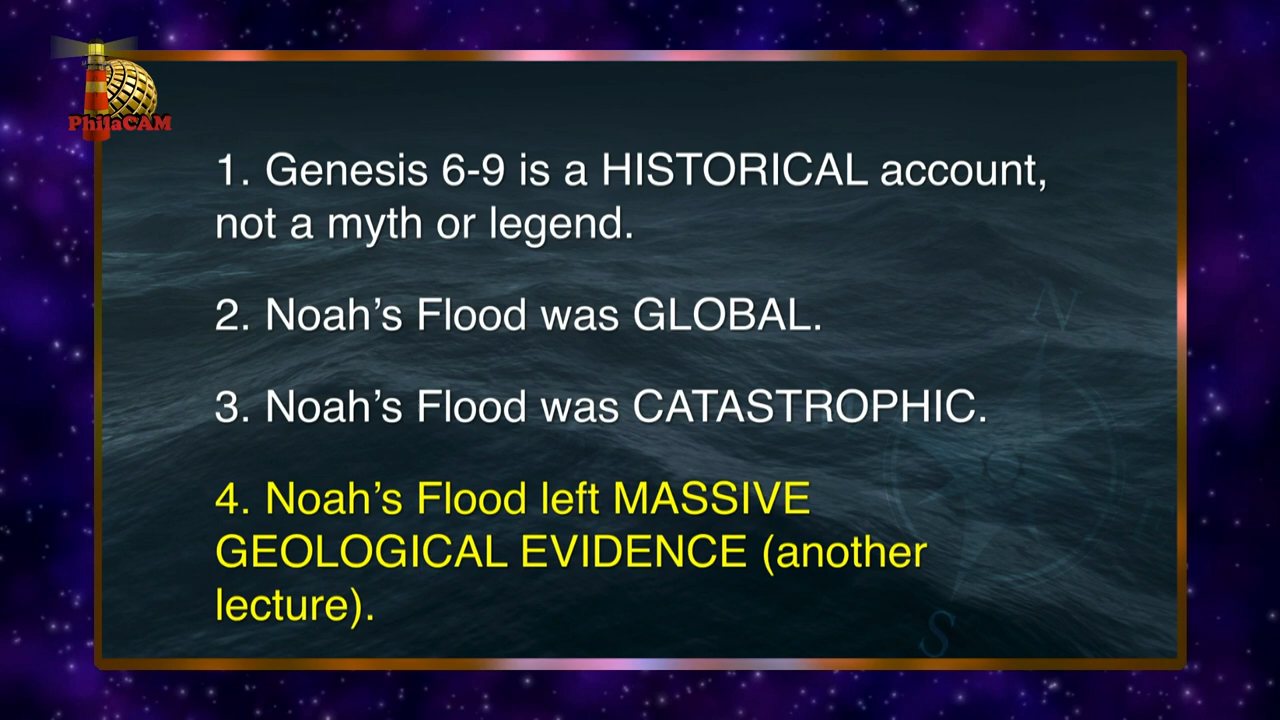 PhilaCAM
1. Genesis 6-9 is a HISTORICAL account,
not a myth or legend.
2. Noah’s Flood was GLOBAL.
3. Noah’s Flood was CATASTROPHIC.
N
4. Noah’s Flood left MASSIVE
GEOLOGICAL EVIDENCE (another
lecture).
S